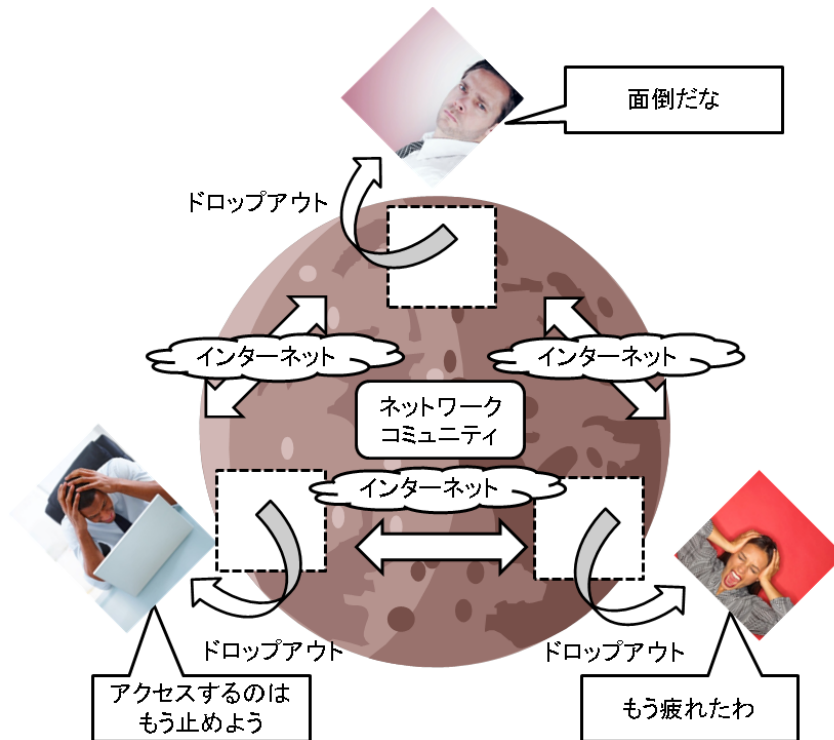 面倒だな
ドロップアウト
インターネット
インターネット
ネットワーク
コミュニティ
インターネット
ドロップアウト
ドロップアウト
アクセスするのは
もう止めよう
もう疲れたわ